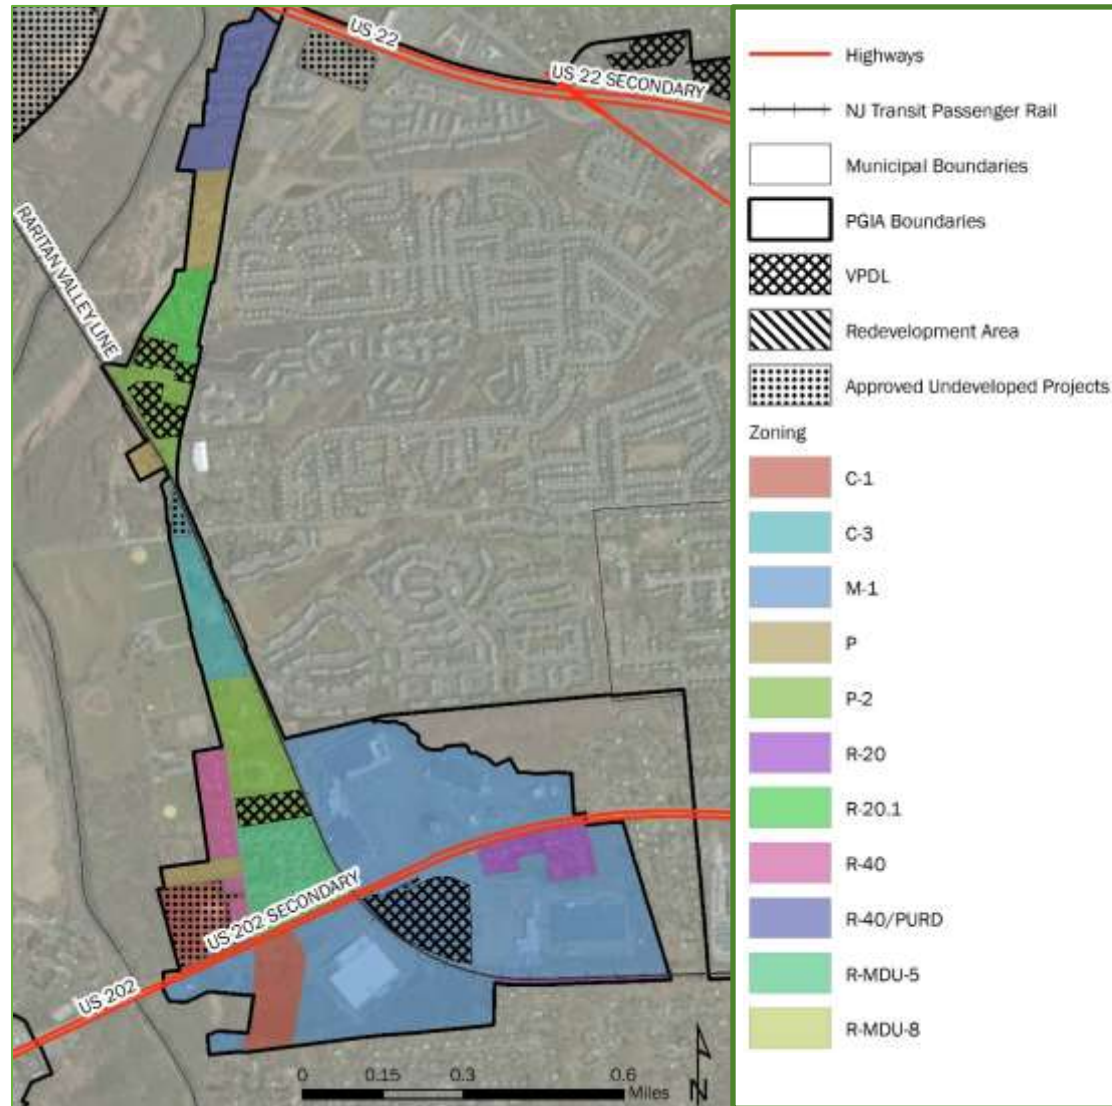 US 22
US 22 SECONDARY
RARITAN VALLEY LINE
US 202 SECONDARY
US 202
0 0.15 0.3 0.6
Miles
N
Highways
NJ Transit Passenger Rail
Municipal Boundaries
PGIA Boundaries
VPDL
Redevelopment Area
Approved Undeveloped Projects
Zoning
C-1
C-3
M-1
P
P-2
R-20
R-20.1
R-40
R-40/PURD
R-MDU-5
R-MDU-8